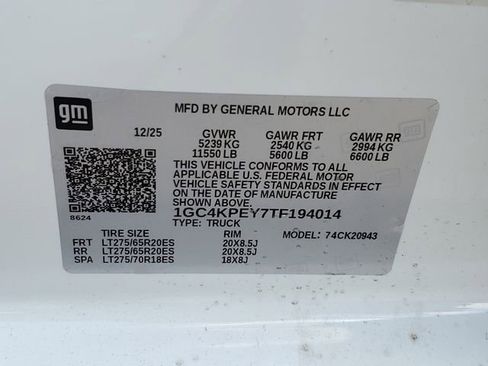 gm
MFD BY GENERAL MOTORS LLC
12/25 GVWR GAWR FRT GAWR RR
5239 KG 2540 KG 2994 KG
11550 LB 5600 LB 6600 LB
THIS VEHICLE CONFORMS TO ALL
APPLICABLE U.S. FEDERAL MOTOR
VEHICLE SAFETY STANDARDS IN EFFECT
ON THE DATE OF MANUFACTURE
SHOWN ABOVE.
1GC4KPEY7TF194014
8624
TYPE: TRUCK
TIRE SIZE RIM MODEL: 74CK20943
FRT LT275/65R20ES 20X8.5J
RR LT275/65R20ES 20X8.5J
SPA LT275/70R18ES 18X8J